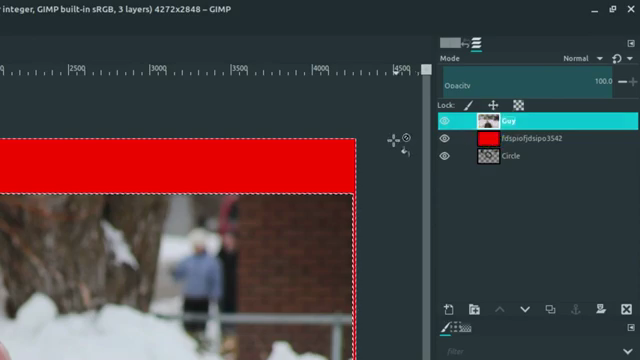 integer, GIMP built-in sRGB, 3 layers) 4272x2848 – GIMP
2500 3000 3500 4000 4500
Mode Normal
Opacity 100.0
Lock:
Guy
fdspiofjdsipo3542
Circle
filter